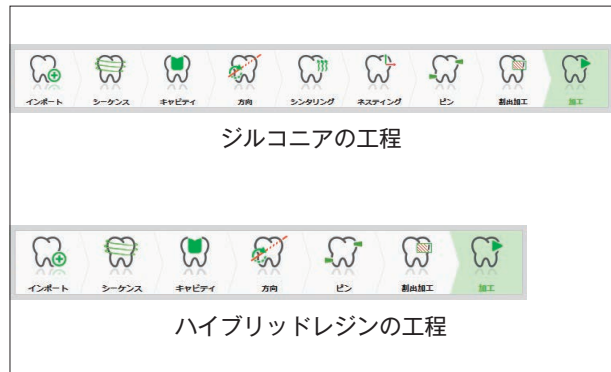 インポート シーケンス キャビティ 方向 シンタリング ネスティング ピン 割出加工 加工
ジルコニアの工程
インポート シーケンス キャビティ 方向 ピン 割出加工 加工
ハイブリッドレジンの工程